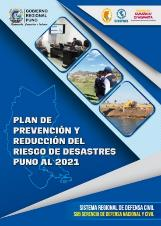 GOBIERNO
REGIONAL
PUNO
PLAN DE
PREVENCIÓN Y
REDUCCIÓN DEL
RIESGO DE DESASTRES
PUNO AL 2021
SISTEMA REGIONAL DE DEFENSA CIVIL
SUB GERENCIA DE DEFENSA NACIONAL Y CIVIL